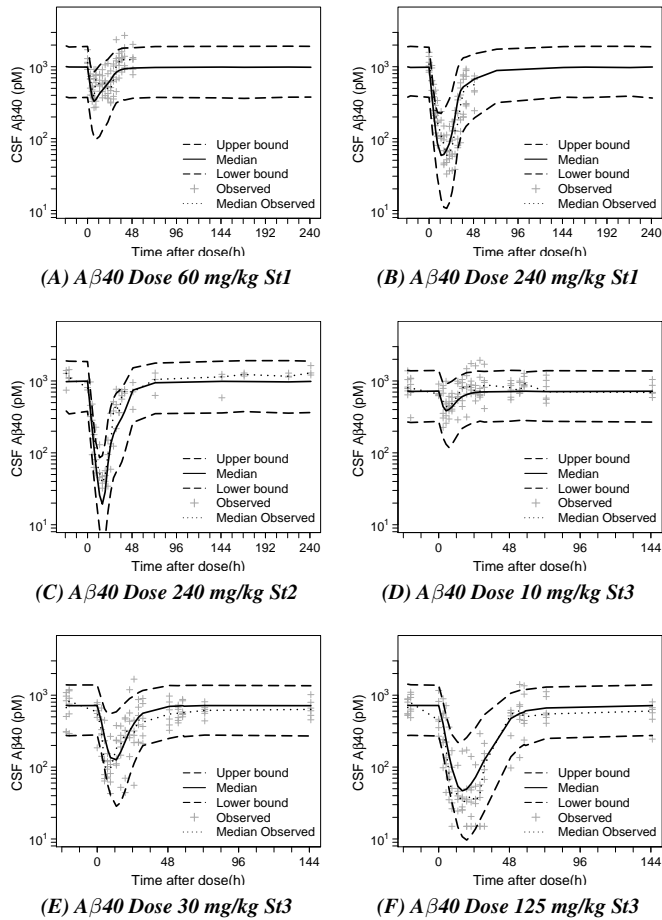 CSF Aβ40 (pM)
10³
10²
10¹
Upper bound
Median
Lower bound
Observed
Median Observed
0 48 96 144 192 240
Time after dose(h)
(A) Aβ40 Dose 60 mg/kg St1
CSF Aβ40 (pM)
10³
10²
10¹
Upper bound
Median
Lower bound
Observed
Median Observed
0 48 96 144 192 240
Time after dose(h)
(B) Aβ40 Dose 240 mg/kg St1
CSF Aβ40 (pM)
10³
10²
10¹
Upper bound
Median
Lower bound
Observed
Median Observed
0 48 96 144 192 240
Time after dose(h)
(C) Aβ40 Dose 240 mg/kg St2
CSF Aβ40 (pM)
10³
10²
10¹
Upper bound
Median
Lower bound
Observed
Median Observed
0 48 96 144
Time after dose(h)
(D) Aβ40 Dose 10 mg/kg St3
CSF Aβ40 (pM)
10³
10²
10¹
Upper bound
Median
Lower bound
Observed
Median Observed
0 48 96 144
Time after dose(h)
(E) Aβ40 Dose 30 mg/kg St3
CSF Aβ40 (pM)
10³
10²
10¹
Upper bound
Median
Lower bound
Observed
Median Observed
0 48 96 144
Time after dose(h)
(F) Aβ40 Dose 125 mg/kg St3